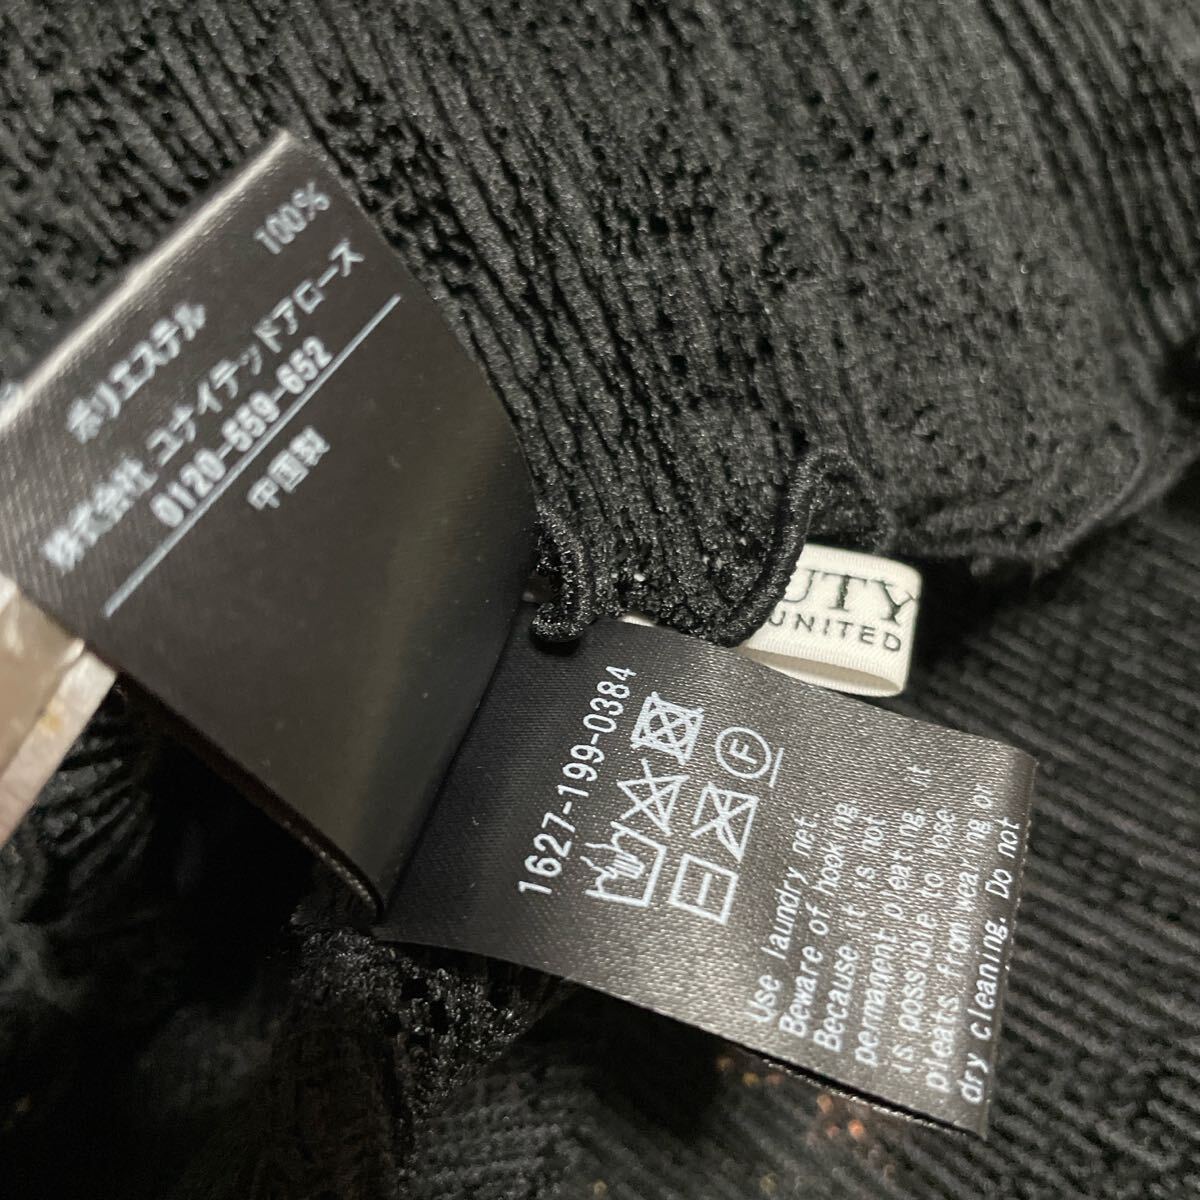 ポリエステル 100%
株式会社 ユナイテッドアローズ
0120-559-652
中国製
UTY
UNITED
1627-199-0384
F
Use laundry net.
Beware of hooking.
Because it is not
permanent pleating, it
is possible to lose
pleats from wearing or
dry cleaning. Do not